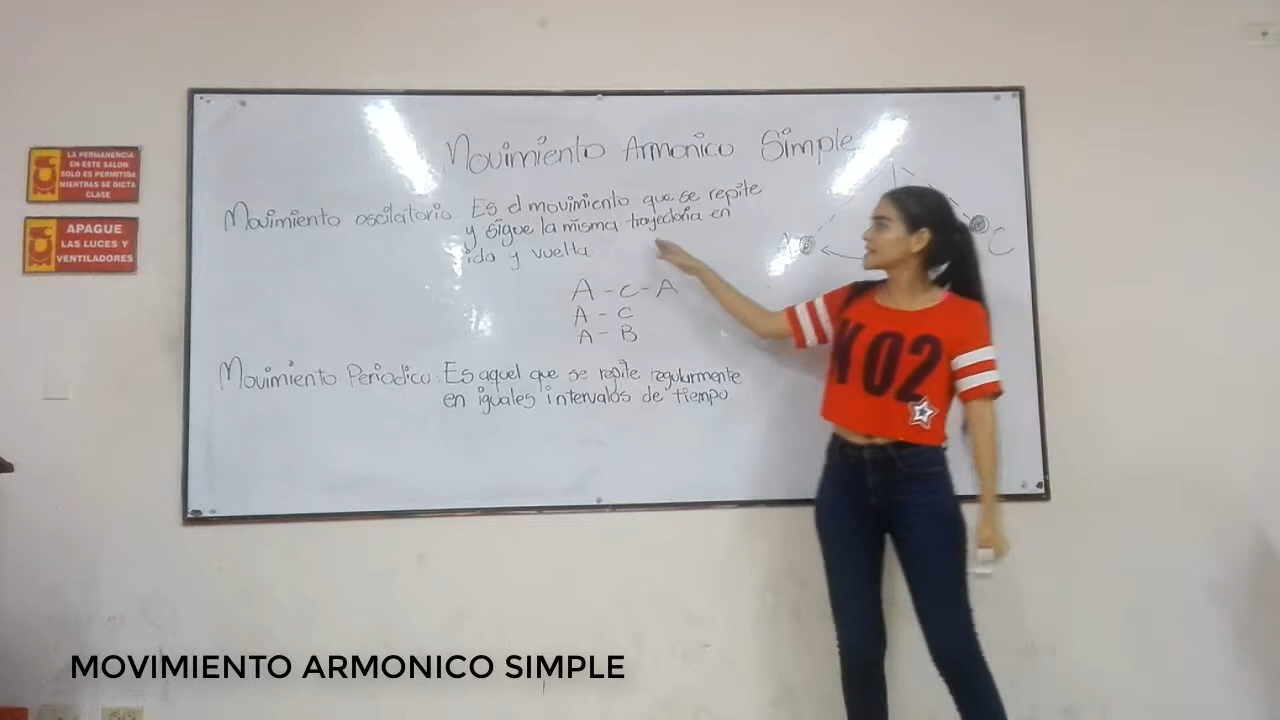 LA PERMANENCIA
EN ESTE SALON
SOLO ES PERMITIDA
MIENTRAS SE DICTA
CLASE
APAGUE
LAS LUCES Y
VENTILADORES
Movimiento Armonico Simple
Movimiento oscilatorio Es el movimiento que se repite
y sigue la misma trayectoria en
ida y vuelta.
A - C - A
A - C
A - B
A
C
Movimiento Periodico Es aquel que se repite regularmente
en iguales intervalos de tiempo
02
MOVIMIENTO ARMONICO SIMPLE